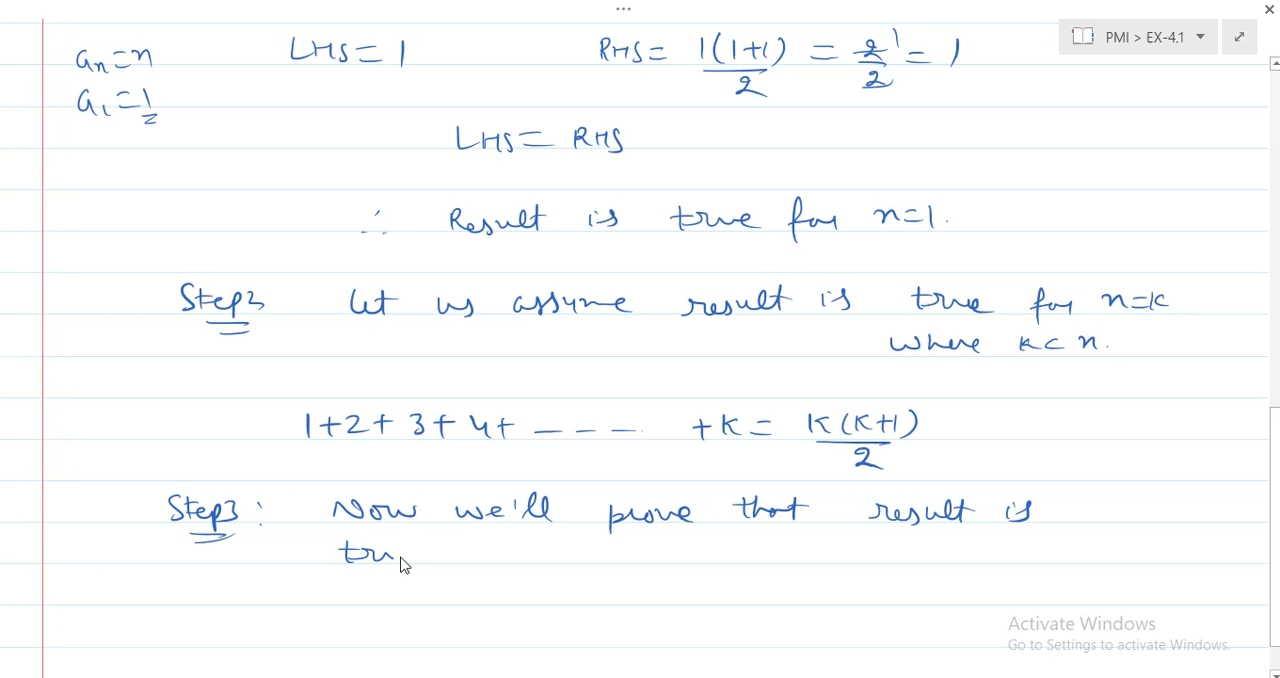 PMI > EX-4.1
aₙ=n LHS = 1 RHS = 1(1+1)/2 = 2/2 = 1
a₁=1
LHS = RHS
∴ Result is true for n=1.
Step2 Let us assume result is true for n=k
where k< n.
1+2+3+4+ ---- +k = k(k+1)/2
Step3: Now we'll prove that result is
tru
Activate Windows
Go to Settings to activate Windows.